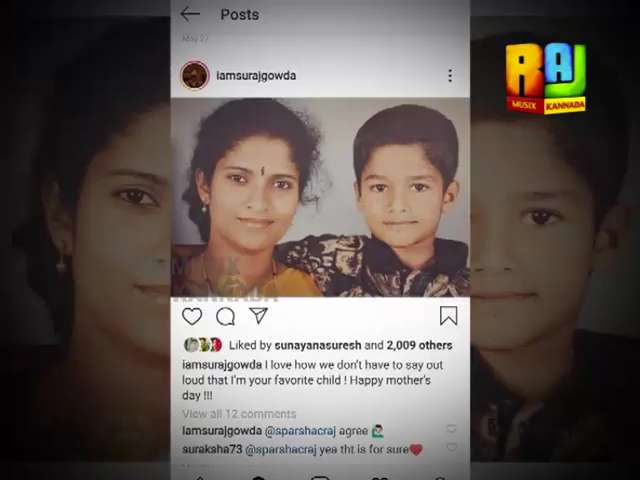 Posts
May 27
iamsurajgowda
RAJ
MUSIX KANNADA
MUSIX
KANNADA
Liked by sunayanasuresh and 2,009 others
iamsurajgowda I love how we don't have to say out
loud that I'm your favorite child ! Happy mother's
day !!!
View all 12 comments
iamsurajgowda @sparshacraj agree
suraksha73 @sparshacraj yea tht is for sure